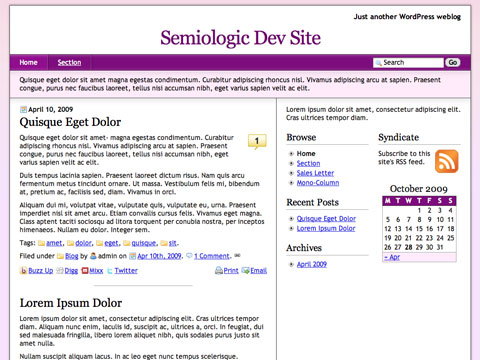 Just another WordPress weblog
Semiologic Dev Site
Home Section Search Go
Quisque eget dolor sit amet magna egestas condimentum. Curabitur adipiscing rhoncus nisl. Vivamus adipiscing arcu at sapien. Praesent
congue, purus nec faucibus laoreet, tellus nisi accumsan nibh, eget varius sapien velit ac elit.
April 10, 2009
Quisque Eget Dolor
Quisque eget dolor sit amet- magna egestas condimentum. Curabitur
adipiscing rhoncus nisl. Vivamus adipiscing arcu at sapien. Praesent
congue, purus nec faucibus laoreet, tellus nisi accumsan nibh, eget
varius sapien velit ac elit.
1
Duis tempus lacinia sapien. Praesent laoreet dictum risus. Nam quis arcu
fermentum metus tincidunt ornare. Ut massa. Vestibulum felis mi, bibendum
at, pretium ac, facilisis sed, diam. Vivamus in orci.
Aliquam dui mi, volutpat vitae, vulputate quis, vulputate eu, urna. Praesent
imperdiet nisi sit amet arcu. Etiam convallis cursus felis. Vivamus eget magna.
Class aptent taciti sociosqu ad litora torquent per conubia nostra, per inceptos
himenaeos. Nullam eu dolor. Integer sem.
Tags: amet, dolor, eget, quisque, sit.
Filed under Blog by admin on Apr 10th, 2009. 1 Comment.
Buzz Up Digg Mixx Twitter Print Email
Lorem Ipsum Dolor
Lorem ipsum dolor sit amet, consectetur adipiscing elit.
Cras ultrices tempor diam. Aliquam nunc enim, iaculis id, suscipit ac, ultrices a, orci. In feugiat, dui
sed malesuada fringilla, libero lorem aliquet nibh, quis sodales purus justo sit
amet nulla.
Nullam suscipit aliquam lacus. In ac eget nunc tempus scelerisque.
Lorem ipsum dolor sit amet, consectetur adipiscing elit. Cras
ultrices tempor diam.
Browse
Home
Section
Sales Letter
Mono-Column
Recent Posts
Quisque Eget Dolor
Lorem Ipsum Dolor
Archives
April 2009
Syndicate
Subscribe to this
site's RSS feed.
October 2009
M T W T F S S
1 2 3 4
5 6 7 8 9 10 11
12 13 14 15 16 17 18
19 20 21 22 23 24 25
26 27 28 29 30 31
« Apr